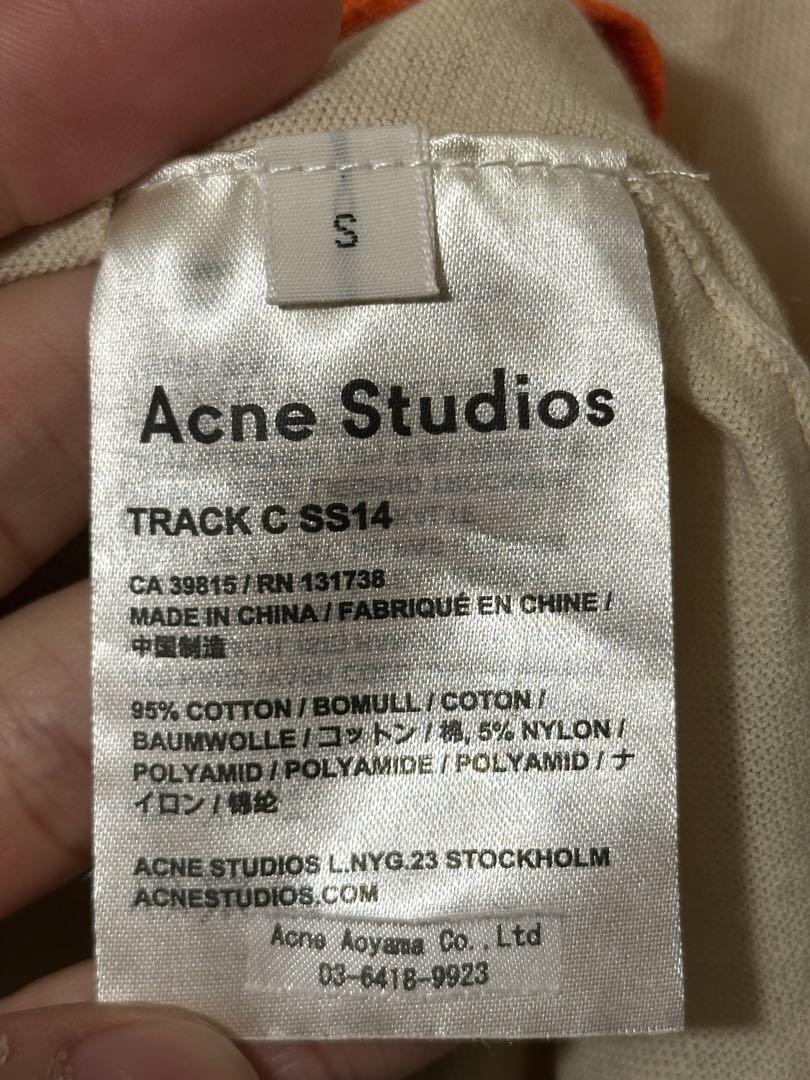 S
Acne Studios
TRACK C SS14
CA 39815 / RN 131738
MADE IN CHINA / FABRIQUÉ EN CHINE /
中国制造
95% COTTON / BOMULL / COTON /
BAUMWOLLE / コットン / 棉, 5% NYLON /
POLYAMID / POLYAMIDE / POLYAMID / ナ
イロン / 锦纶
ACNE STUDIOS L.NYG.23 STOCKHOLM
ACNESTUDIOS.COM
Acne Aoyama Co.,Ltd
03-6418-9923